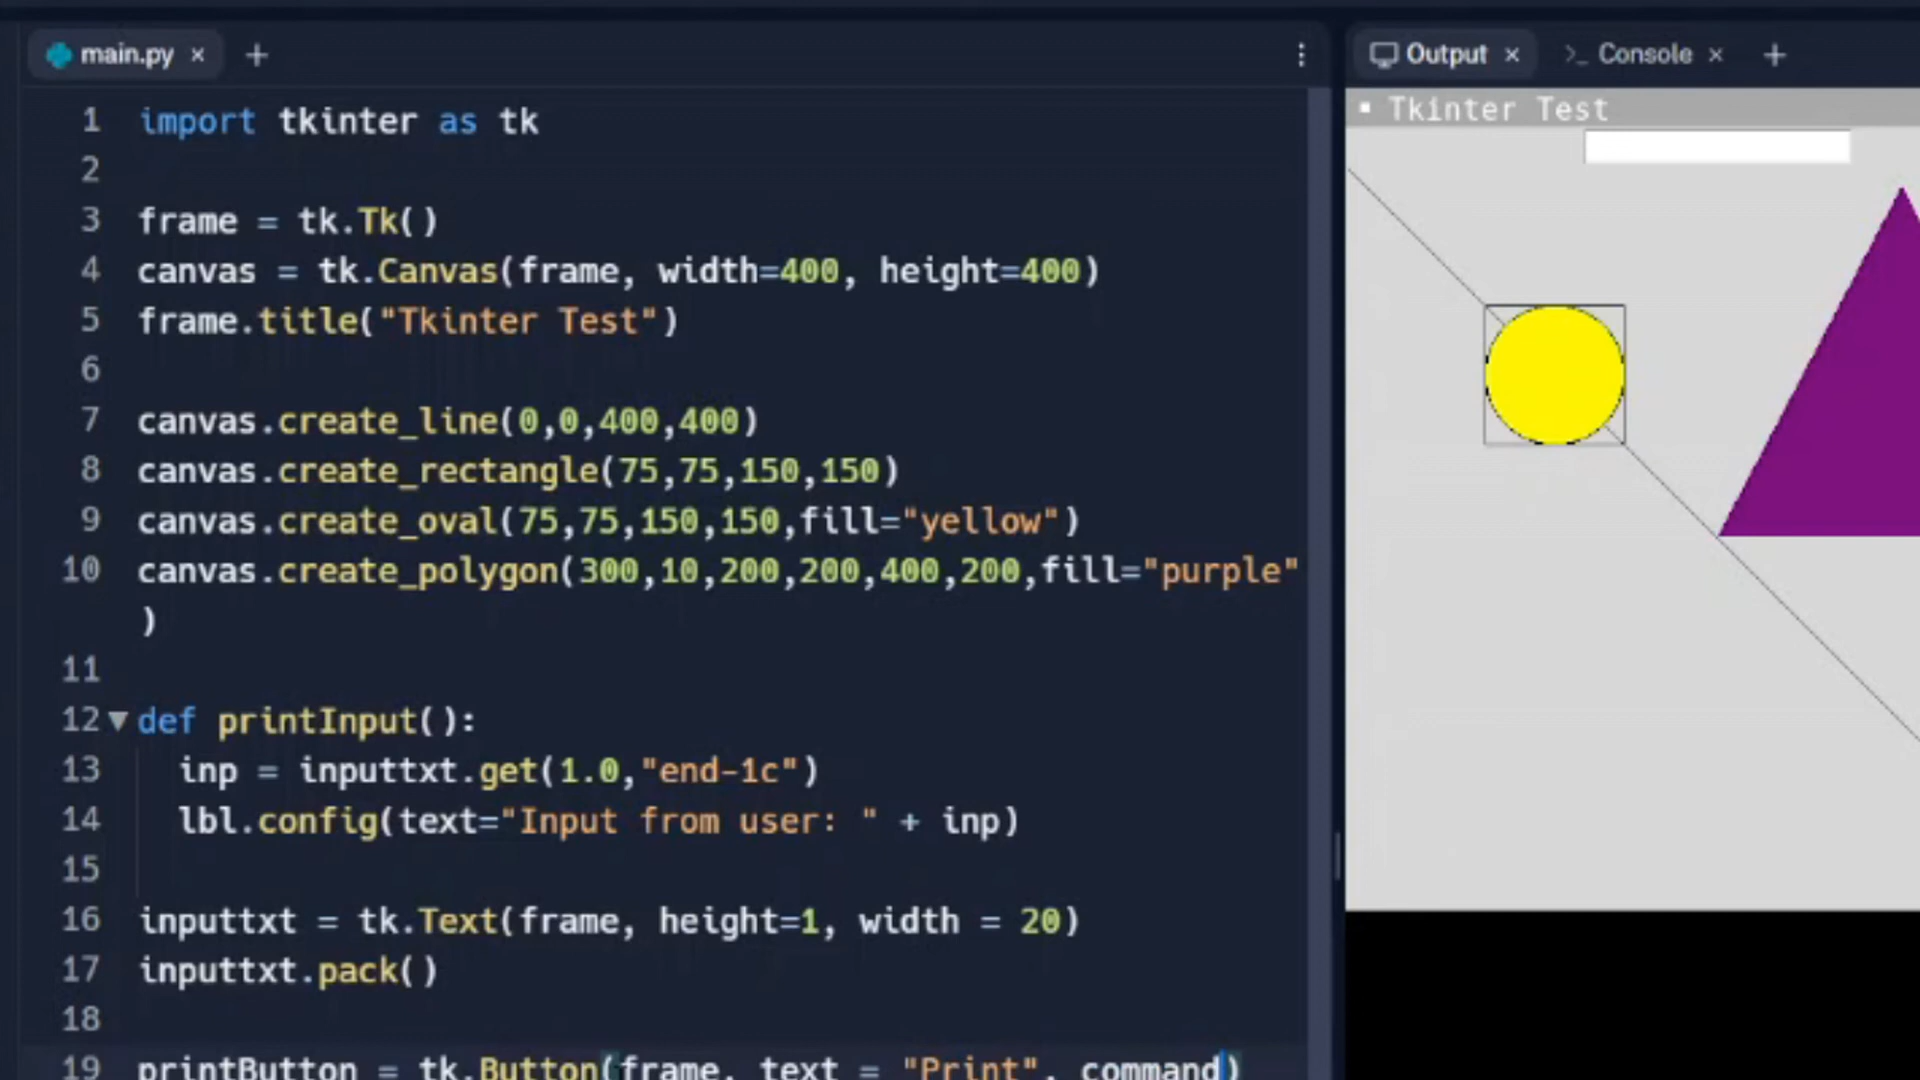 main.py × +
1 import tkinter as tk
2
3 frame = tk.Tk()
4 canvas = tk.Canvas(frame, width=400, height=400)
5 frame.title("Tkinter Test")
6
7 canvas.create_line(0,0,400,400)
8 canvas.create_rectangle(75,75,150,150)
9 canvas.create_oval(75,75,150,150,fill="yellow")
10 canvas.create_polygon(300,10,200,200,400,200,fill="purple"
)
11
12 def printInput():
13 inp = inputtxt.get(1.0,"end-1c")
14 lbl.config(text="Input from user: " + inp)
15
16 inputtxt = tk.Text(frame, height=1, width = 20)
17 inputtxt.pack()
18
19 printButton = tk.Button(frame, text = "Print", command)
Output × >_ Console × +
Tkinter Test